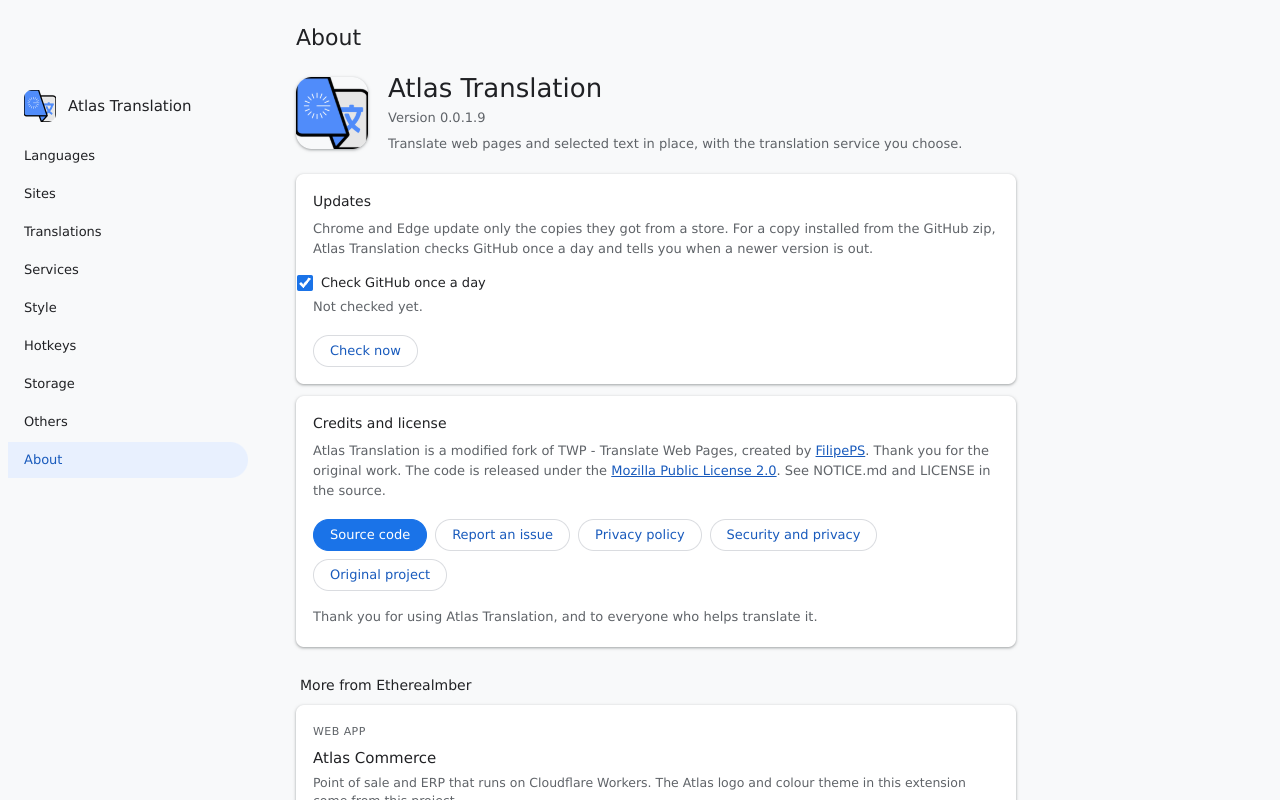 About
Atlas Translation
Atlas Translation
Version 0.0.1.9
Translate web pages and selected text in place, with the translation service you choose.
Languages
Sites
Translations
Services
Style
Hotkeys
Storage
Others
About
Updates
Chrome and Edge update only the copies they got from a store. For a copy installed from the GitHub zip,
Atlas Translation checks GitHub once a day and tells you when a newer version is out.
Check GitHub once a day
Not checked yet.
Check now
Credits and license
Atlas Translation is a modified fork of TWP - Translate Web Pages, created by FilipePS. Thank you for the
original work. The code is released under the Mozilla Public License 2.0. See NOTICE.md and LICENSE in
the source.
Source code
Report an issue
Privacy policy
Security and privacy
Original project
Thank you for using Atlas Translation, and to everyone who helps translate it.
More from Etherealmber
WEB APP
Atlas Commerce
Point of sale and ERP that runs on Cloudflare Workers. The Atlas logo and colour theme in this extension
come from this project.